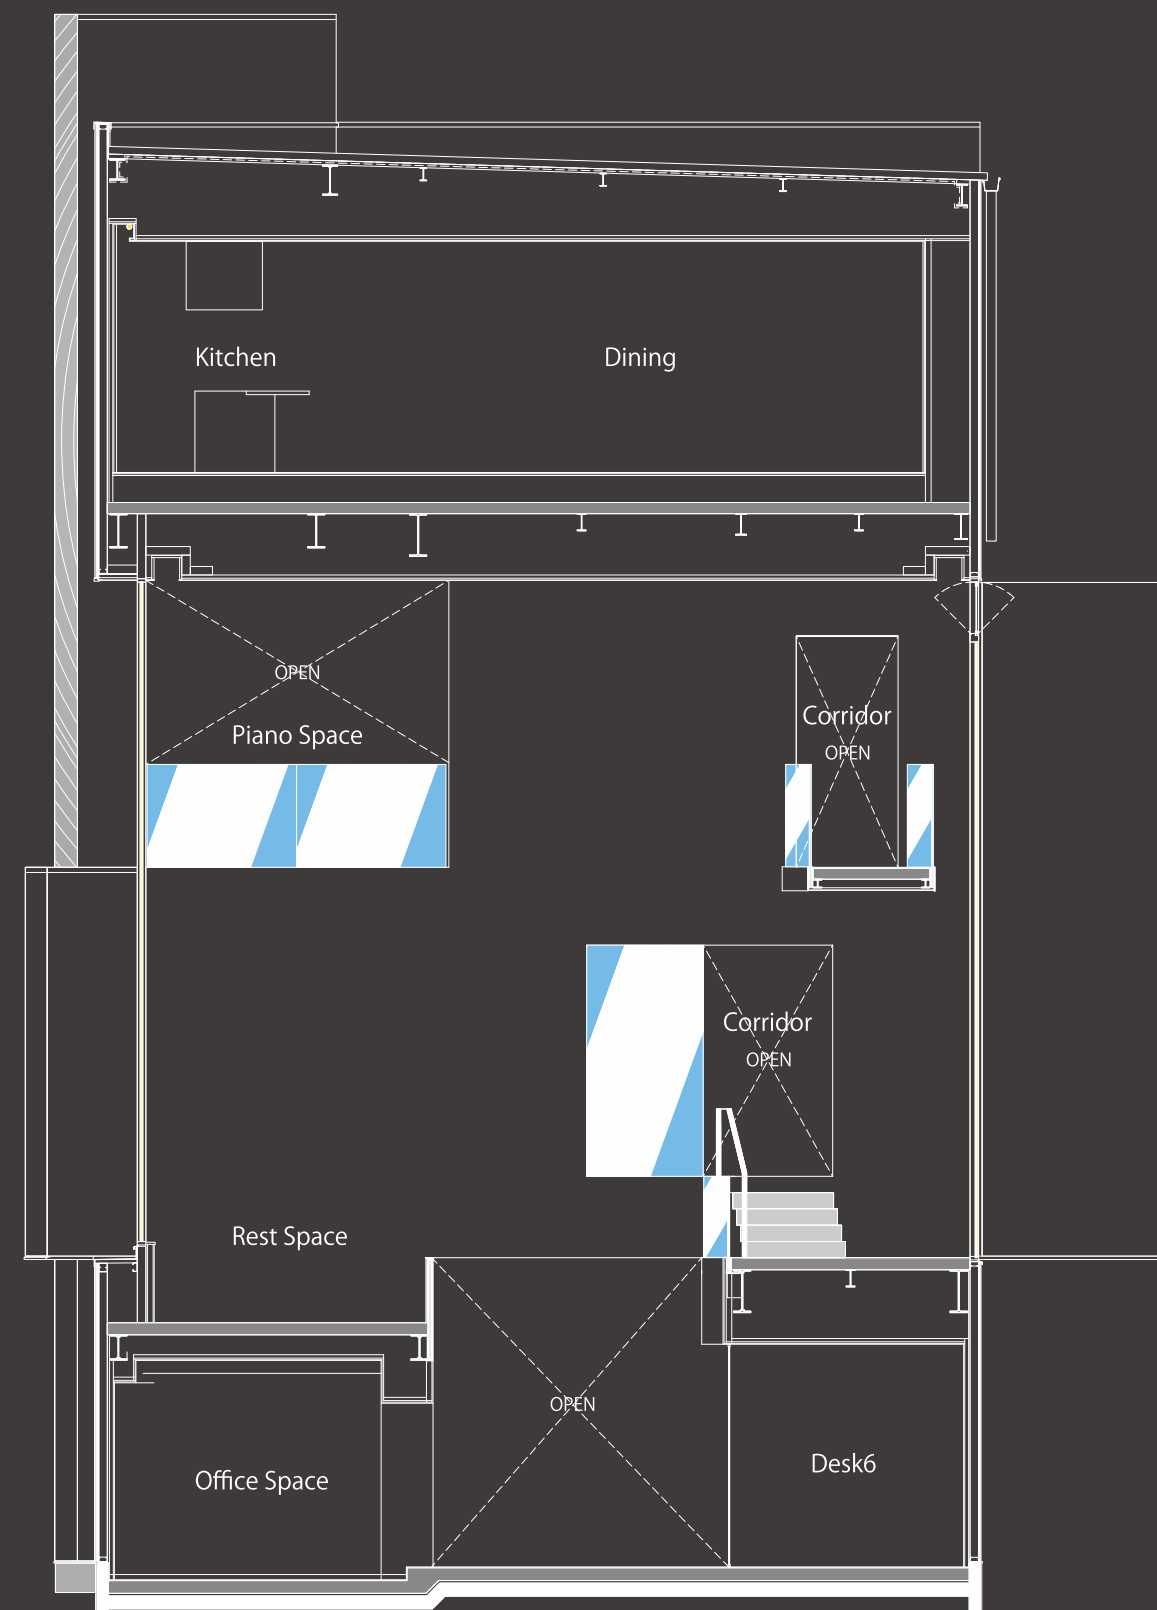 Kitchen
Dining
OPEN
Piano Space
Corridor
OPEN
Corridor
OPEN
Rest Space
OPEN
Office Space
Desk6